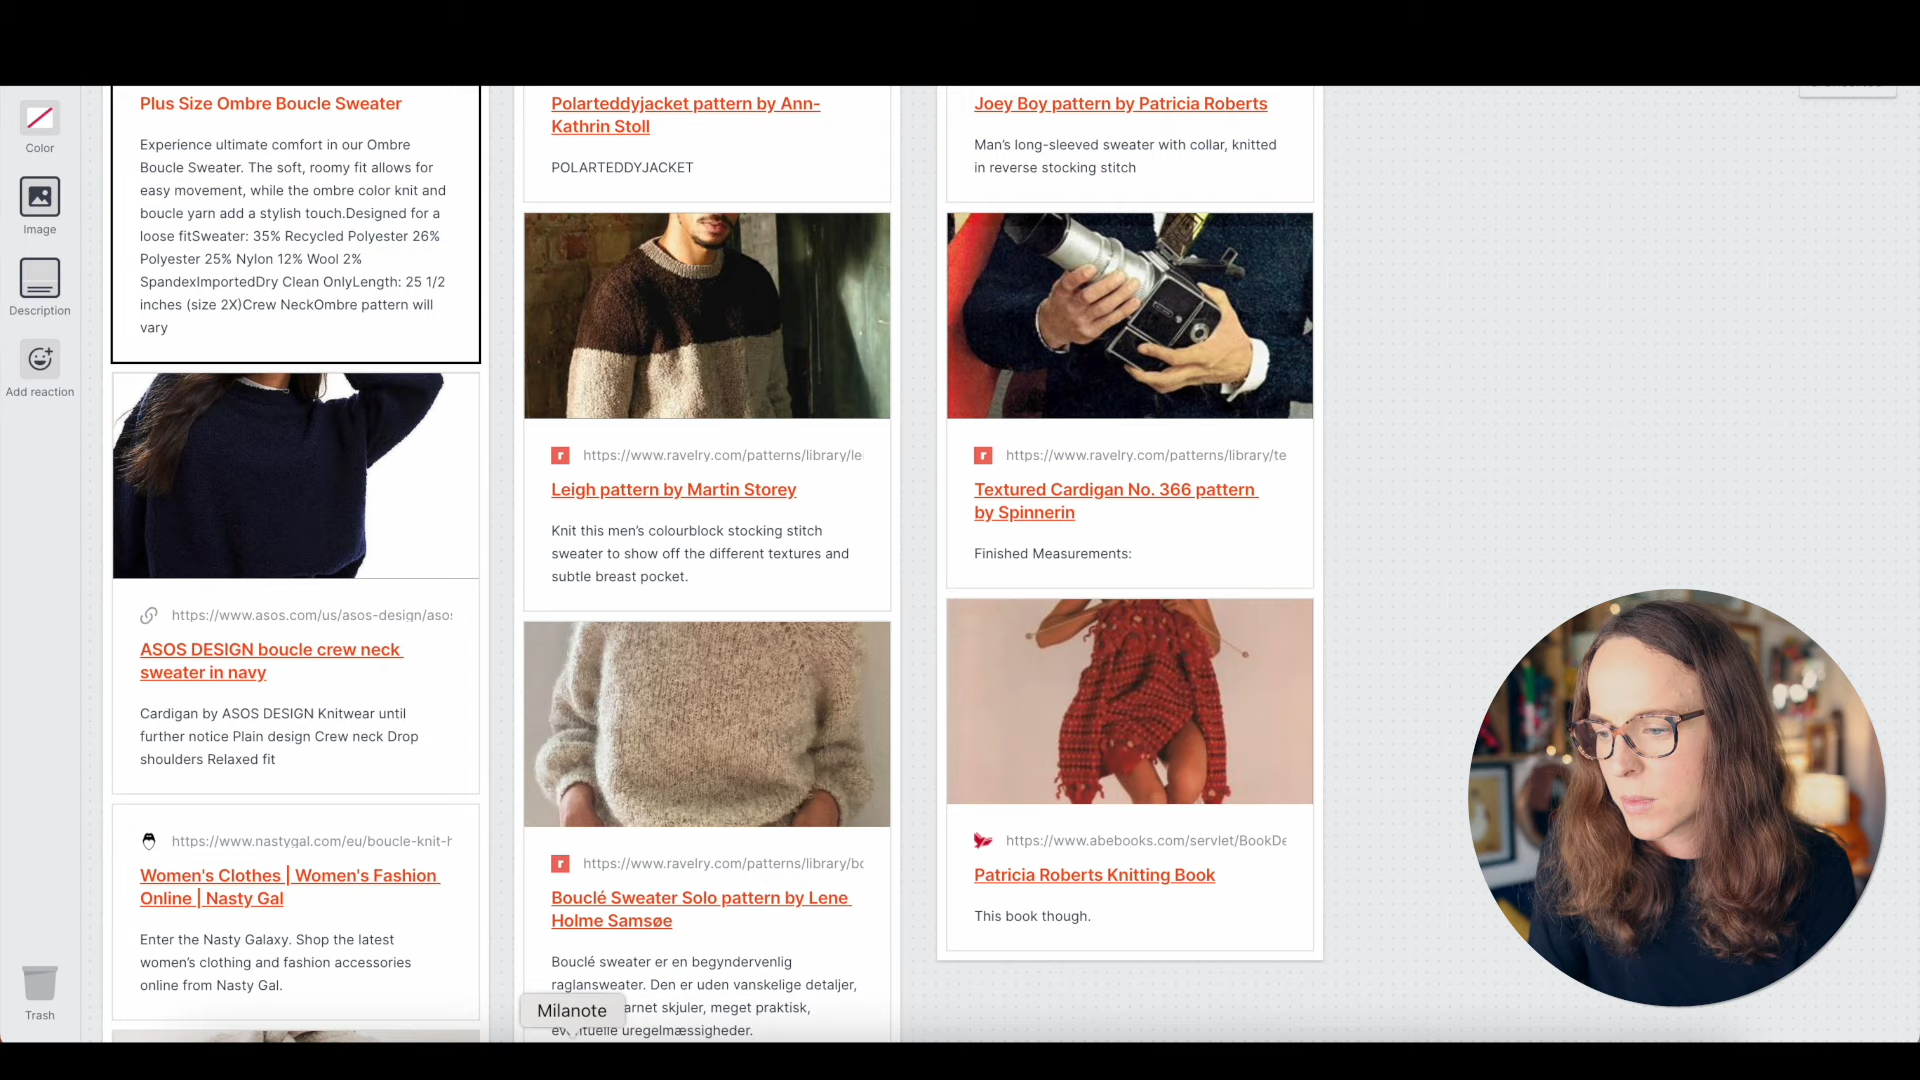 Color
Image
Description
Add reaction
Trash
Plus Size Ombre Boucle Sweater
Experience ultimate comfort in our Ombre
Boucle Sweater. The soft, roomy fit allows for
easy movement, while the ombre color knit and
boucle yarn add a stylish touch.Designed for a
loose fitSweater: 35% Recycled Polyester 26%
Polyester 25% Nylon 12% Wool 2%
SpandexImportedDry Clean OnlyLength: 25 1/2
inches (size 2X)Crew NeckOmbre pattern will
vary
https://www.asos.com/us/asos-design/aso
ASOS DESIGN boucle crew neck
sweater in navy
Cardigan by ASOS DESIGN Knitwear until
further notice Plain design Crew neck Drop
shoulders Relaxed fit
https://www.nastygal.com/eu/boucle-knit-h
Women's Clothes | Women's Fashion
Online | Nasty Gal
Enter the Nasty Galaxy. Shop the latest
women's clothing and fashion accessories
online from Nasty Gal.
Polarteddyjacket pattern by Ann-
Kathrin Stoll
POLARTEDDYJACKET
r https://www.ravelry.com/patterns/library/le
Leigh pattern by Martin Storey
Knit this men's colourblock stocking stitch
sweater to show off the different textures and
subtle breast pocket.
r https://www.ravelry.com/patterns/library/bo
Bouclé Sweater Solo pattern by Lene
Holme Samsøe
Bouclé sweater er en begyndervenlig
raglansweater. Den er uden vanskelige detaljer,
arnet skjuler, meget praktisk,
uregelmæssigheder.
Milanote
Joey Boy pattern by Patricia Roberts
Man's long-sleeved sweater with collar, knitted
in reverse stocking stitch
r https://www.ravelry.com/patterns/library/te
Textured Cardigan No. 366 pattern
by Spinnerin
Finished Measurements:
https://www.abebooks.com/servlet/BookDe
Patricia Roberts Knitting Book
This book though.